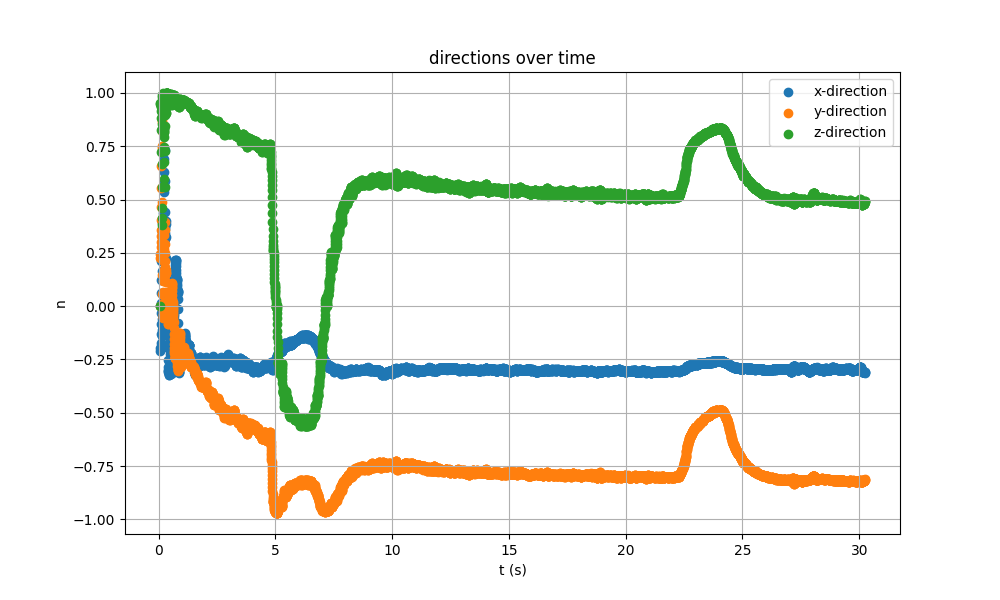 directions over time
x-direction
y-direction
z-direction
1.00
0.75
0.50
0.25
0.00
−0.25
−0.50
−0.75
−1.00
n
0 5 10 15 20 25 30
t (s)